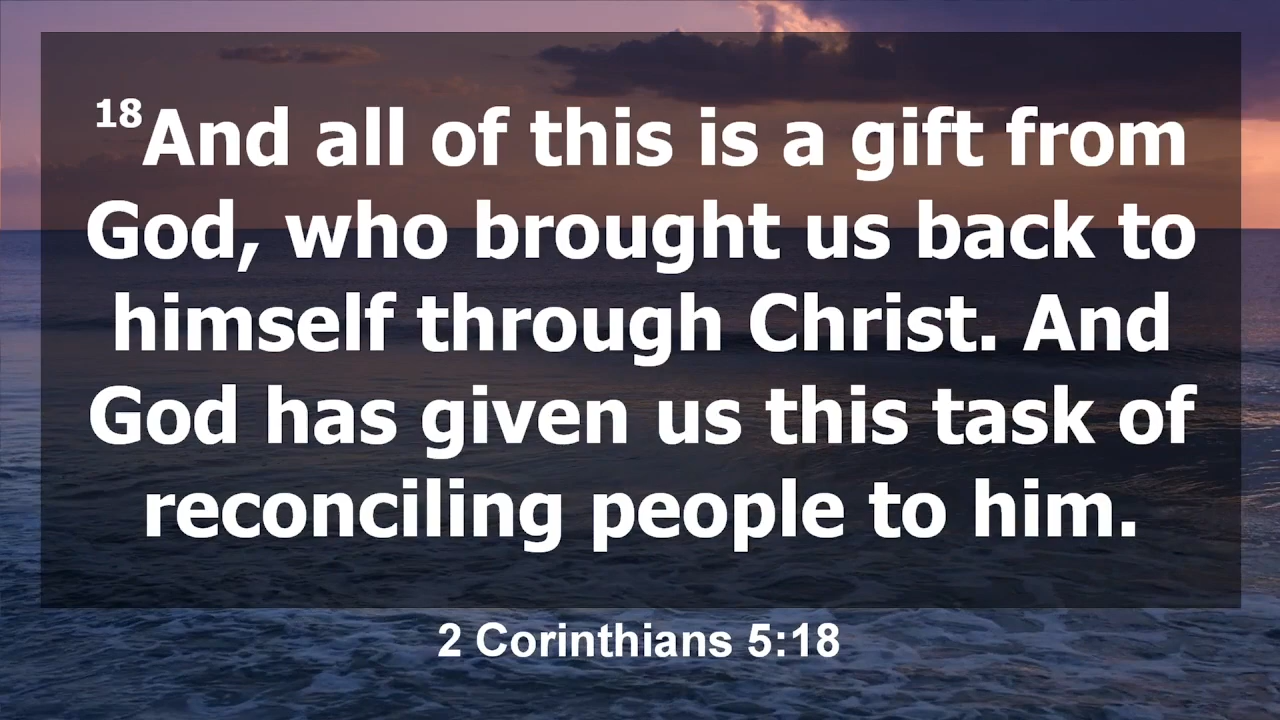 18And all of this is a gift from
God, who brought us back to
himself through Christ. And
God has given us this task of
reconciling people to him.
2 Corinthians 5:18